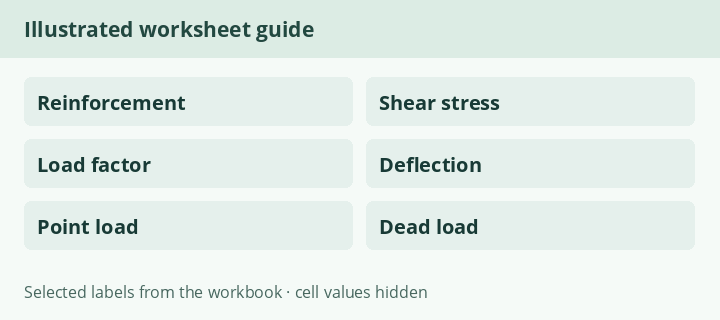 Illustrated worksheet guide
Reinforcement
Shear stress
Load factor
Deflection
Point load
Dead load
Selected labels from the workbook · cell values hidden